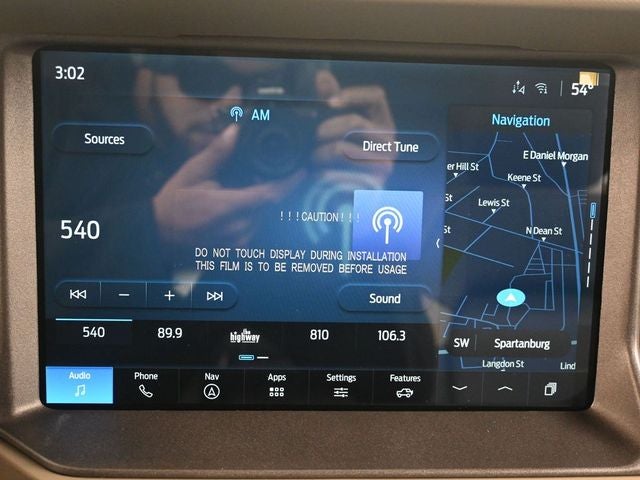 3:02
54°
AM
Sources
Direct Tune
Navigation
E Daniel Morgan
er Hill St
Keene St
St
Lewis St
N Dean St
St
540
!!!CAUTION!!!
DO NOT TOUCH DISPLAY DURING INSTALLATION
THIS FILM IS TO BE REMOVED BEFORE USAGE
Sound
540
89.9
the highway
810
106.3
SW
Spartanburg
Langdon St
Lind
Audio
Phone
Nav
Apps
Settings
Features